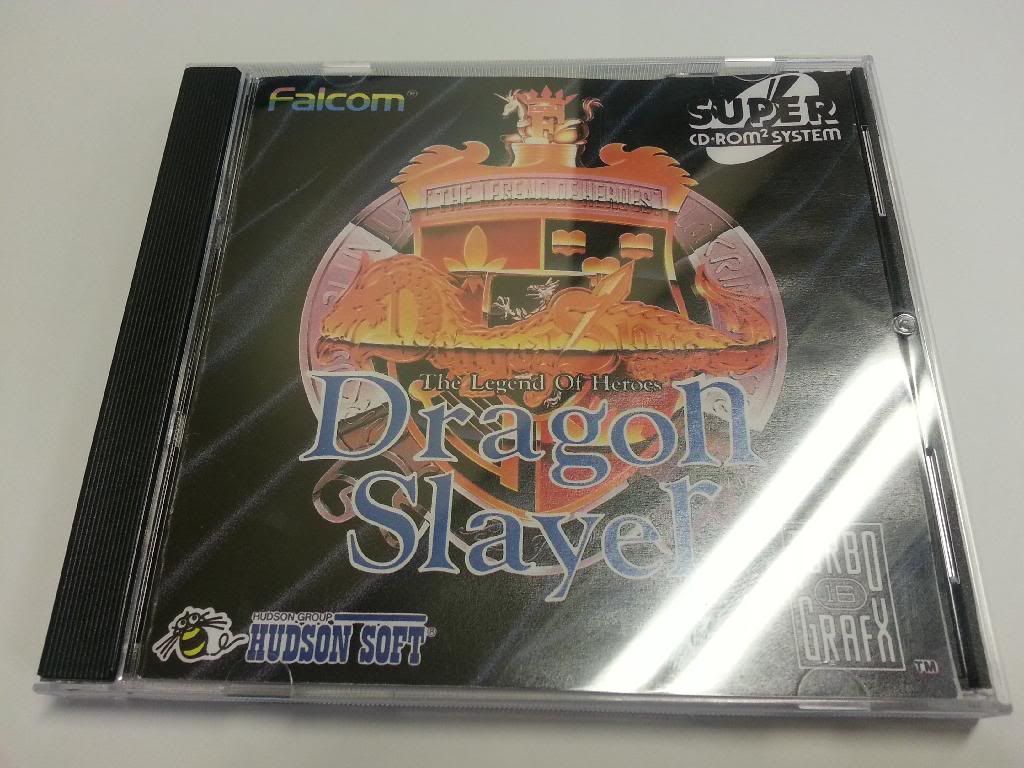 Falcom®
SUPER
CD-ROM² SYSTEM
THE LEGEND OF HEROES
The Legend Of Heroes
Dragon
Slayer
HUDSON GROUP
HUDSON SOFT®
TURBO
16
GRAFX
TM